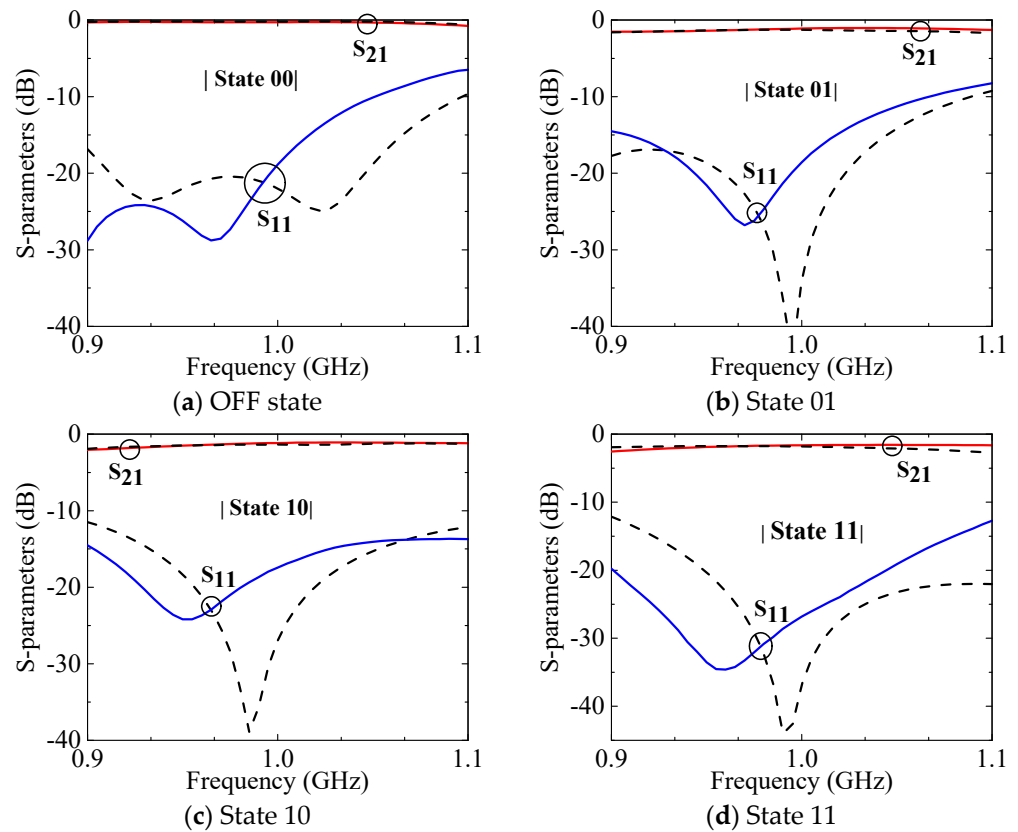 0
-10
-20
-30
-40
0.9
1.0
1.1
S-parameters (dB)
Frequency (GHz)
| State 00|
S21
S11
(a) OFF state
0
-10
-20
-30
-40
0.9
1.0
1.1
S-parameters (dB)
Frequency (GHz)
| State 01|
S21
S11
(b) State 01
0
-10
-20
-30
-40
0.9
1.0
1.1
S-parameters (dB)
Frequency (GHz)
| State 10|
S21
S11
(c) State 10
0
-10
-20
-30
-40
0.9
1.0
1.1
S-parameters (dB)
Frequency (GHz)
| State 11|
S21
S11
(d) State 11